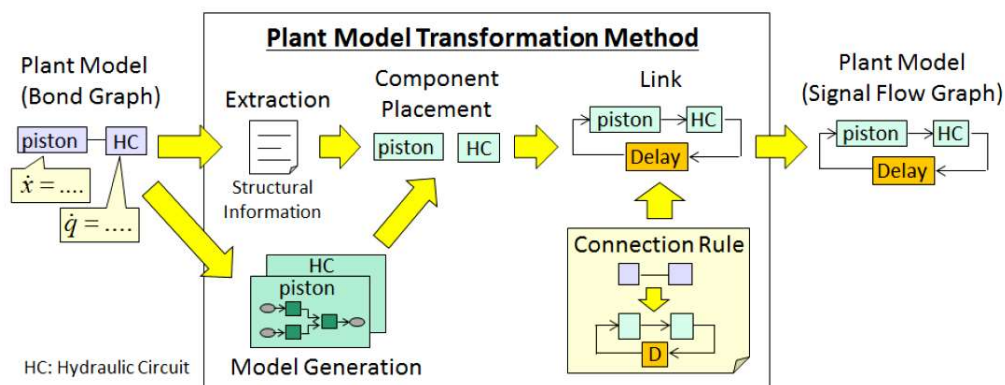 Plant Model Transformation Method
Plant Model
(Bond Graph)
piston
HC
ẋ = ....
q̇ = ....
Extraction
Structural
Information
HC
piston
Model Generation
Component
Placement
piston
HC
Link
piston
HC
Delay
Connection Rule
D
Plant Model
(Signal Flow Graph)
piston
HC
Delay
HC: Hydraulic Circuit